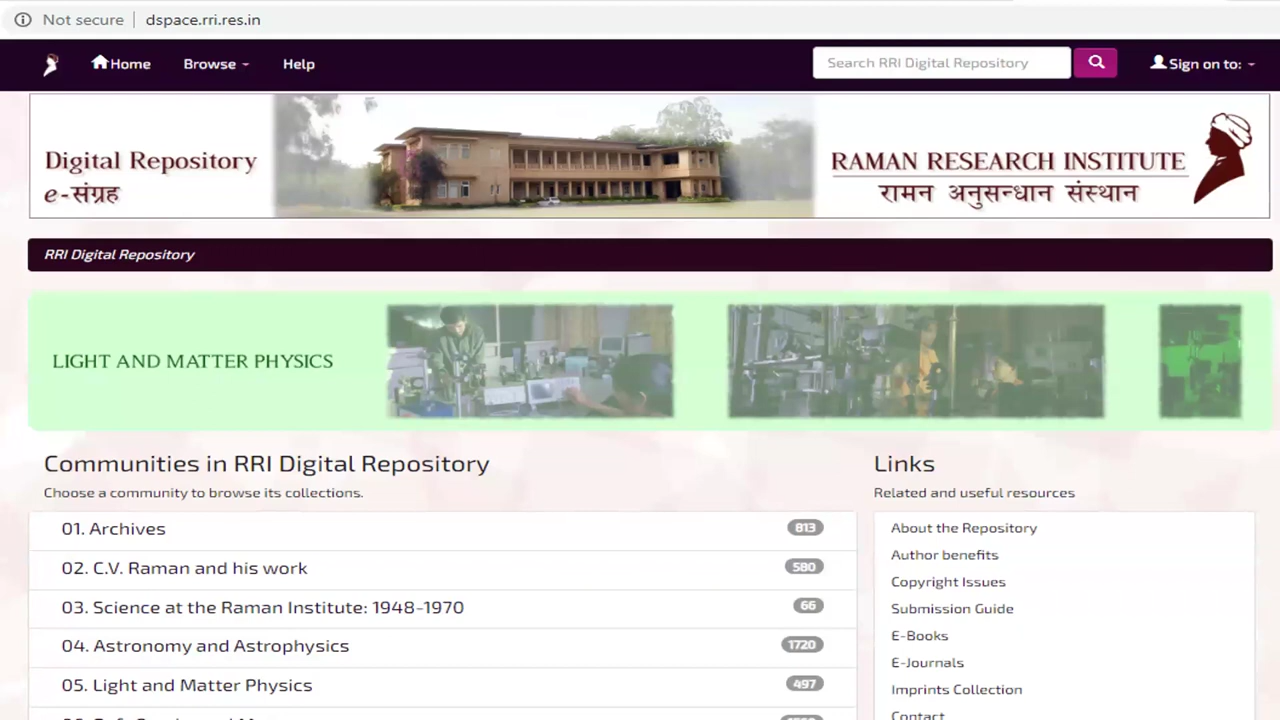 Not secure | dspace.rri.res.in
Home Browse Help Search RRI Digital Repository Sign on to:
Digital Repository
e-संग्रह
RAMAN RESEARCH INSTITUTE
रामन अनुसन्धान संस्थान
RRI Digital Repository
LIGHT AND MATTER PHYSICS
Communities in RRI Digital Repository
Choose a community to browse its collections.
01. Archives 813
02. C.V. Raman and his work 580
03. Science at the Raman Institute: 1948-1970 66
04. Astronomy and Astrophysics 1720
05. Light and Matter Physics 497
Links
Related and useful resources
About the Repository
Author benefits
Copyright Issues
Submission Guide
E-Books
E-Journals
Imprints Collection
Contact